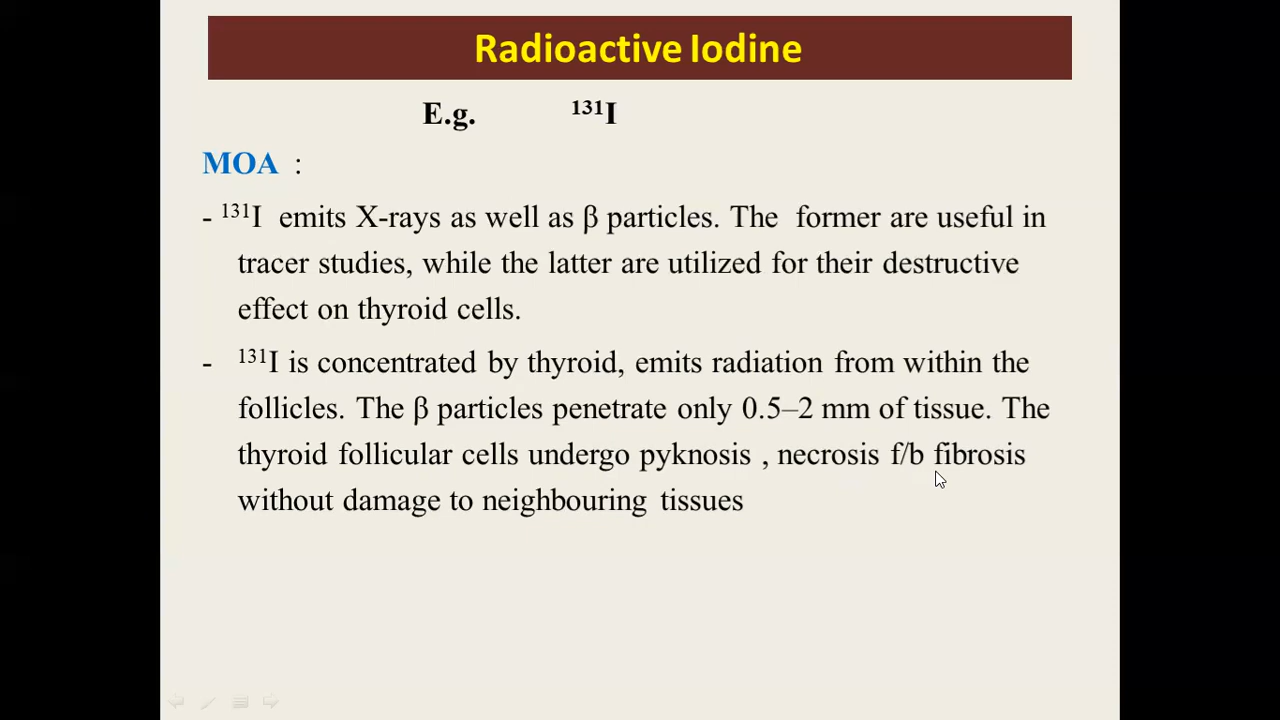 Radioactive Iodine
E.g. ¹³¹I
MOA :
- ¹³¹I emits X-rays as well as β particles. The former are useful in
tracer studies, while the latter are utilized for their destructive
effect on thyroid cells.
- ¹³¹I is concentrated by thyroid, emits radiation from within the
follicles. The β particles penetrate only 0.5–2 mm of tissue. The
thyroid follicular cells undergo pyknosis , necrosis f/b fibrosis
without damage to neighbouring tissues